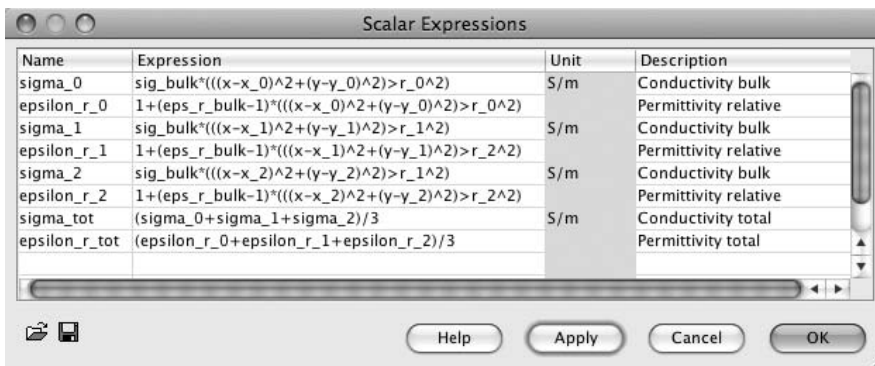 Scalar Expressions
Name Expression Unit Description
sigma_0 sig_bulk*(((x-x_0)^2+(y-y_0)^2)>r_0^2) S/m Conductivity bulk
epsilon_r_0 1+(eps_r_bulk-1)*(((x-x_0)^2+(y-y_0)^2)>r_0^2) Permittivity relative
sigma_1 sig_bulk*(((x-x_1)^2+(y-y_1)^2)>r_1^2) S/m Conductivity bulk
epsilon_r_1 1+(eps_r_bulk-1)*(((x-x_1)^2+(y-y_1)^2)>r_2^2) Permittivity relative
sigma_2 sig_bulk*(((x-x_2)^2+(y-y_2)^2)>r_1^2) S/m Conductivity bulk
epsilon_r_2 1+(eps_r_bulk-1)*(((x-x_2)^2+(y-y_2)^2)>r_2^2) Permittivity relative
sigma_tot (sigma_0+sigma_1+sigma_2)/3 S/m Conductivity total
epsilon_r_tot (epsilon_r_0+epsilon_r_1+epsilon_r_2)/3 Permittivity total
Help Apply Cancel OK